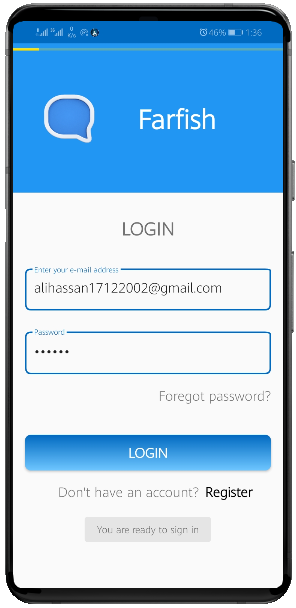 46% 1:36
Farfish
LOGIN
Enter your e-mail address
alihassan17122002@gmail.com
Password
••••••
Foregot password?
LOGIN
Don't have an account? Register
You are ready to sign in